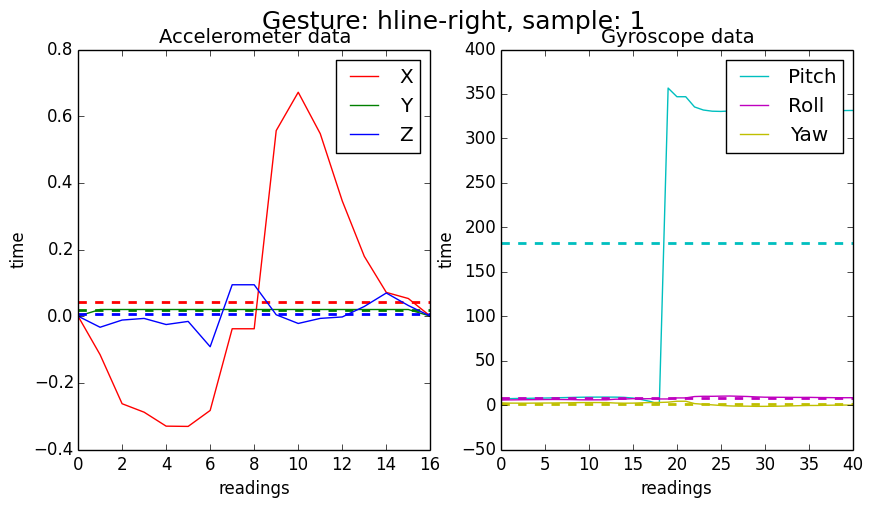 Gesture: hline-right, sample: 1
Accelerometer data
0.8
0.6
0.4
0.2
0.0
−0.2
−0.4
time
X
Y
Z
0 2 4 6 8 10 12 14 16
readings
Gyroscope data
400
350
300
250
200
150
100
50
0
−50
time
Pitch
Roll
Yaw
0 5 10 15 20 25 30 35 40
readings